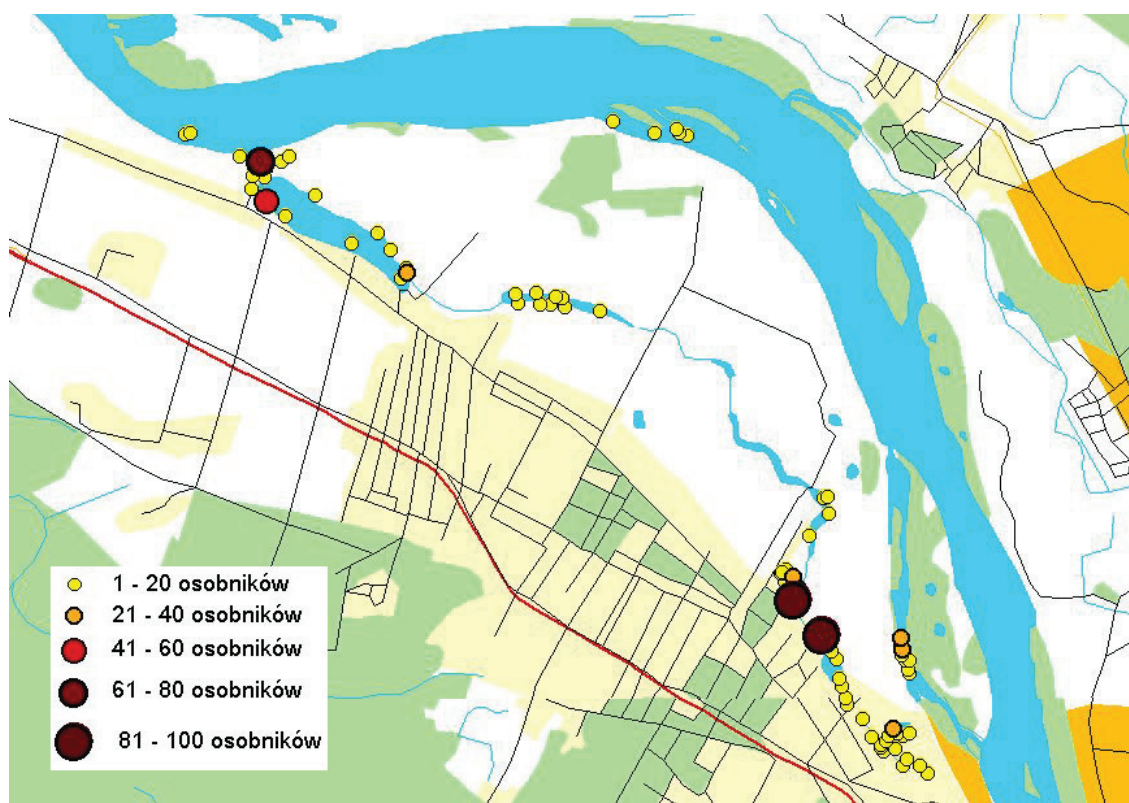 1 - 20 osobników
21 - 40 osobników
41 - 60 osobników
61 - 80 osobników
81 - 100 osobników